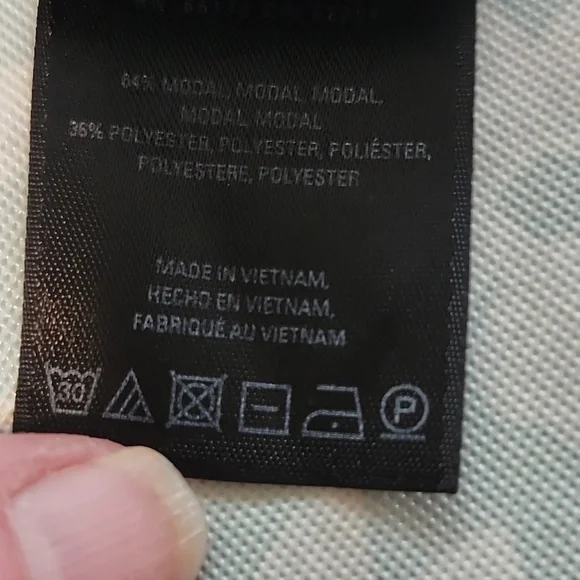 64% MODAL, MODAL, MODAL,
MODAL, MODAL
36% POLYESTER, POLYESTER, POLIÉSTER,
POLYESTERE, POLYESTER
MADE IN VIETNAM,
HECHO EN VIETNAM,
FABRIQUÉ AU VIETNAM
30
P